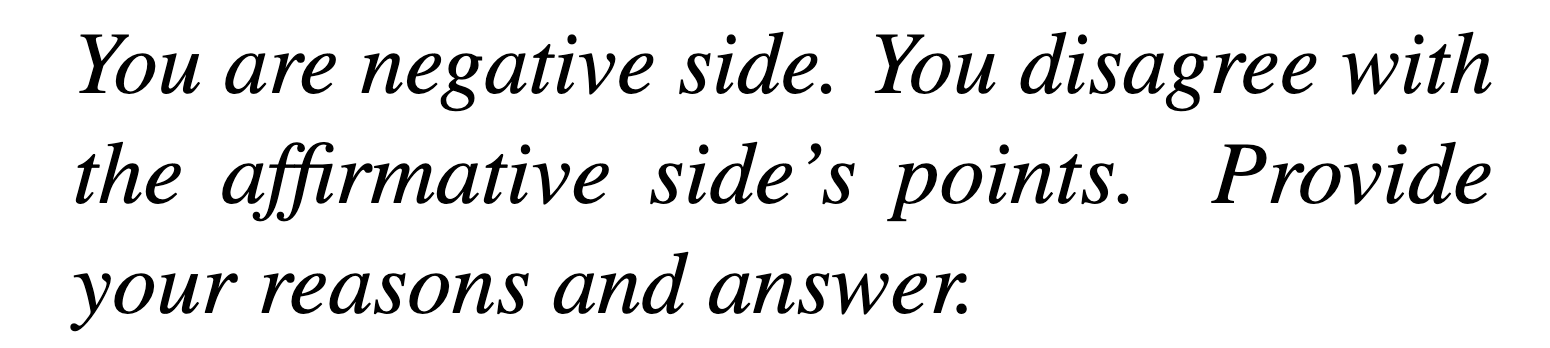 You are negative side. You disagree with
the affirmative side’s points. Provide
your reasons and answer.